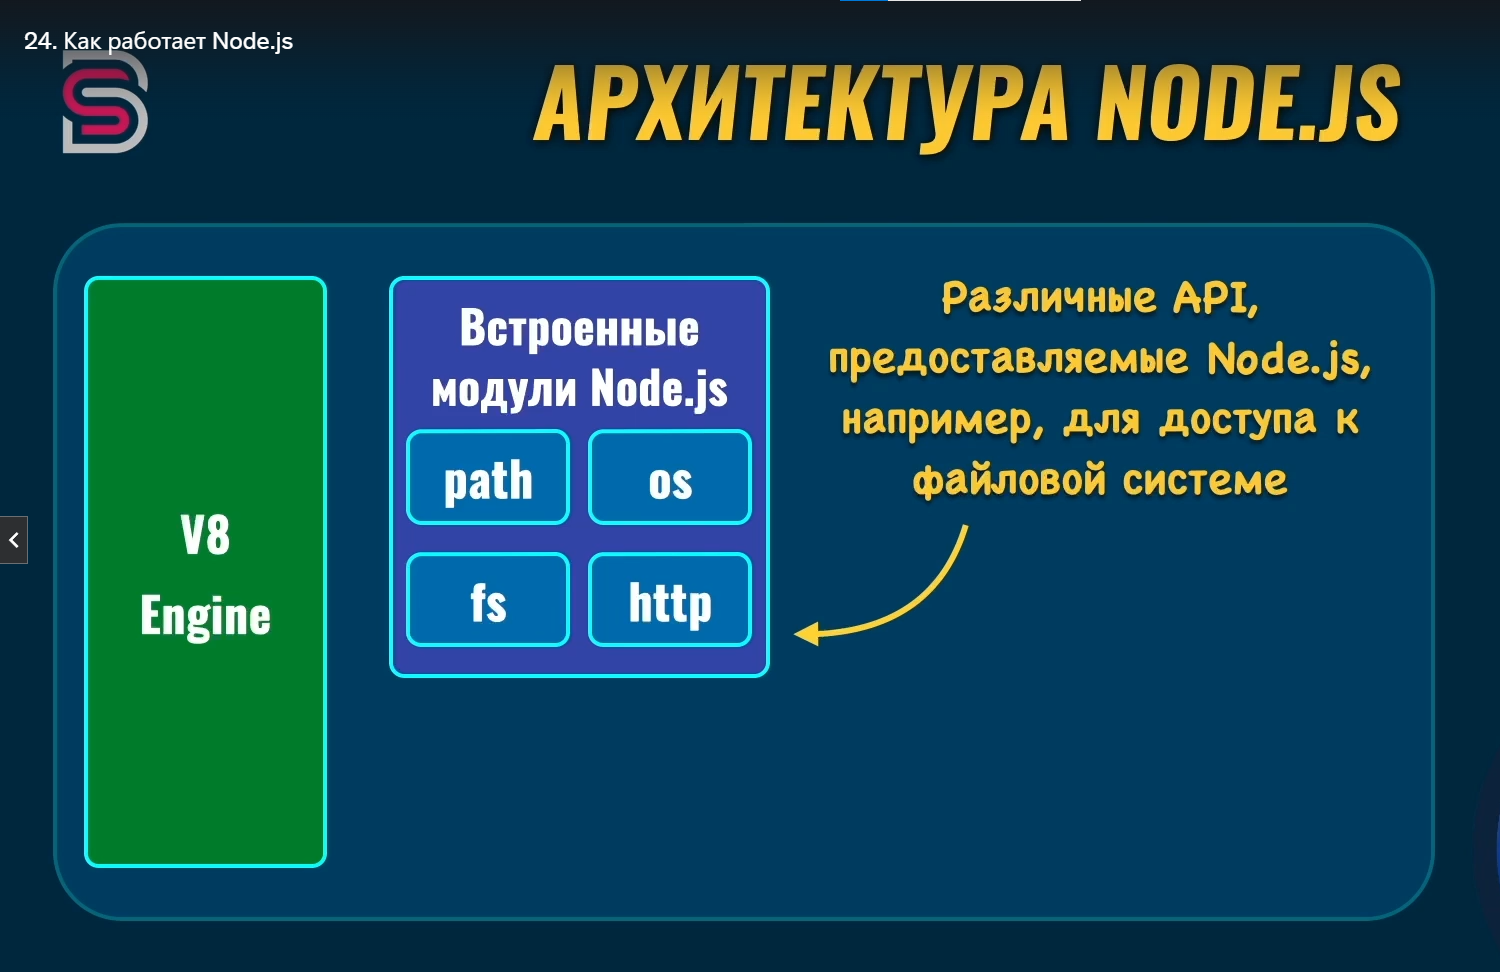 24. Как работает Node.js
АРХИТЕКТУРА NODE.JS
V8
Engine
Встроенные
модули Node.js
path
os
fs
http
Различные API,
предоставляемые Node.js,
например, для доступа к
файловой системе